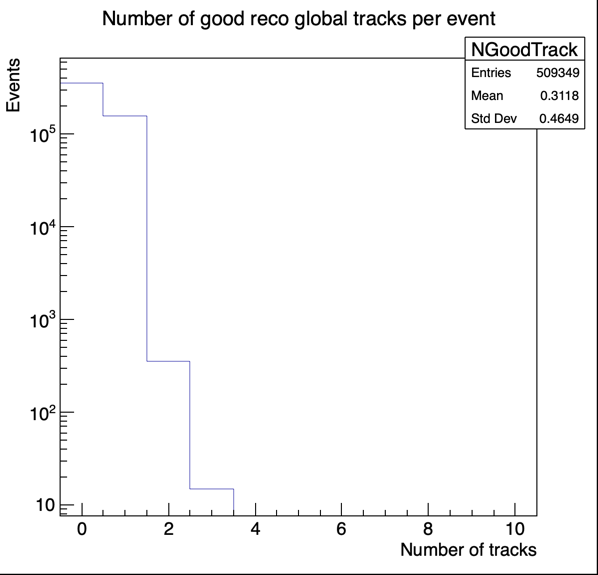 Number of good reco global tracks per event
NGoodTrack
Entries 509349
Mean 0.3118
Std Dev 0.4649
Events
10^5
10^4
10^3
10^2
10
0 2 4 6 8 10
Number of tracks